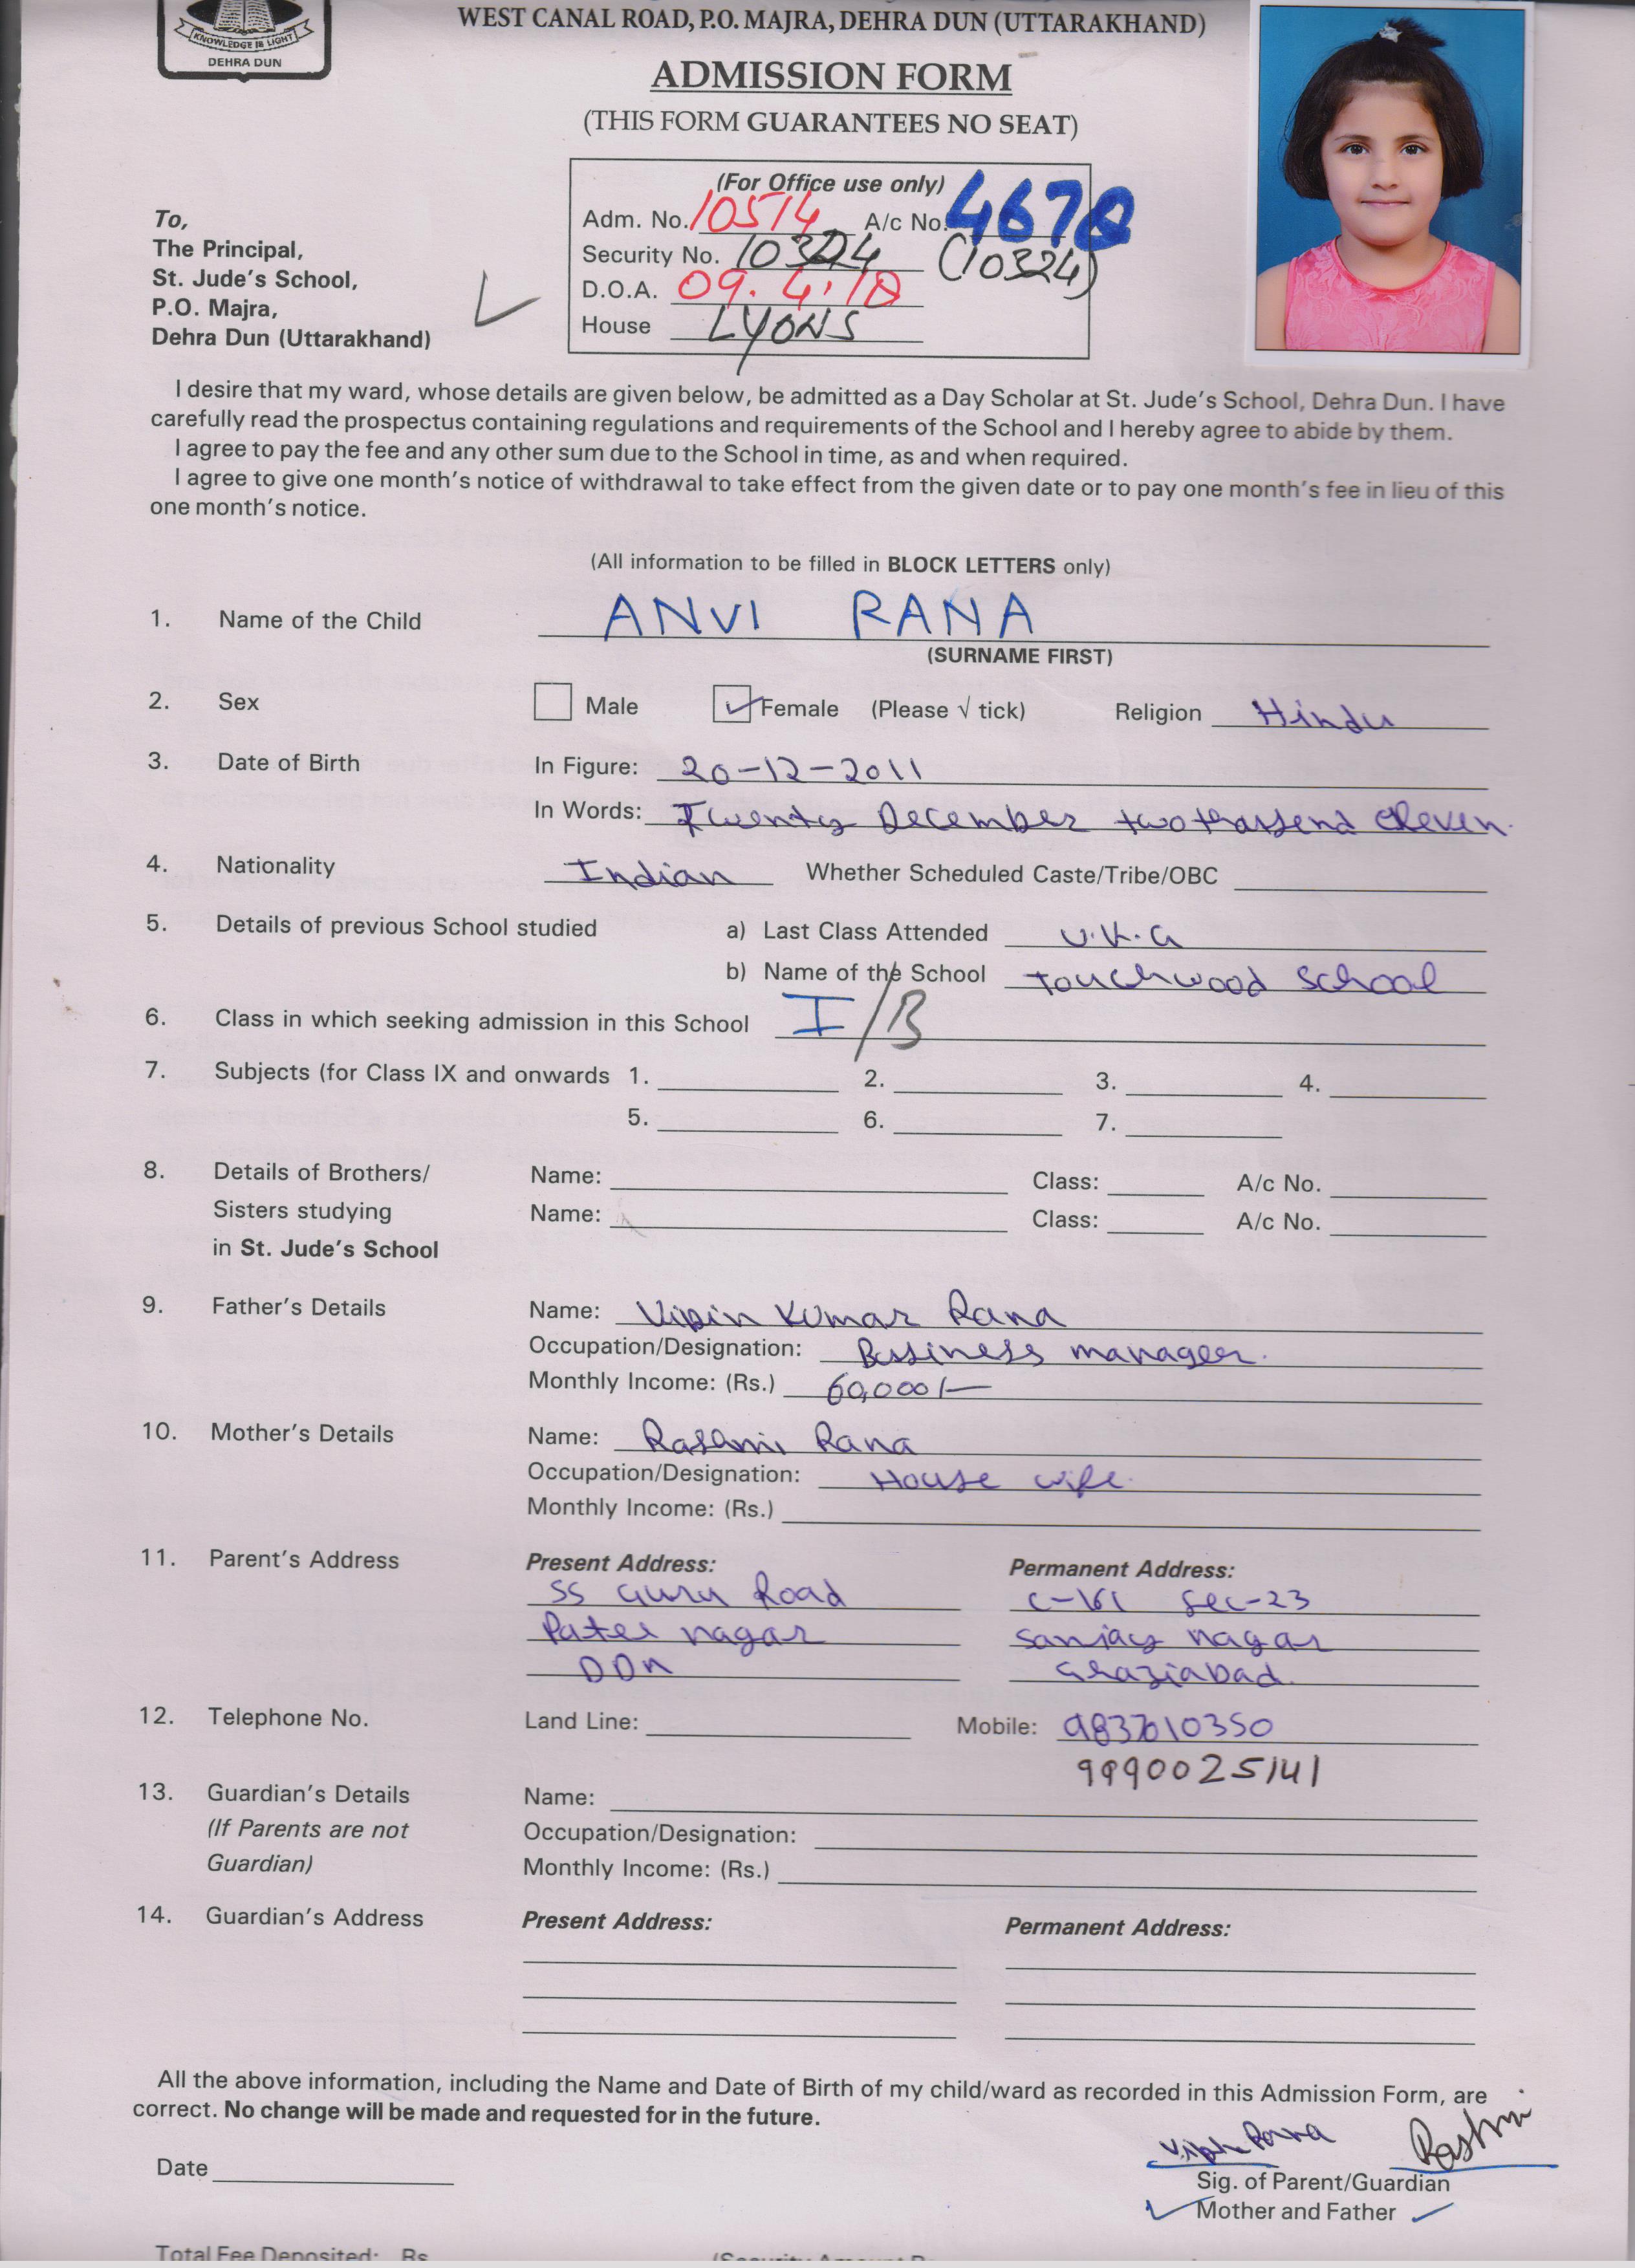 KNOWLEDGE IS LIGHT
DEHRA DUN
WEST CANAL ROAD, P.O. MAJRA, DEHRA DUN (UTTARAKHAND)
ADMISSION FORM
(THIS FORM GUARANTEES NO SEAT)
(For Office use only)
Adm. No. 10514 A/c No. 4678
Security No. 10324 (10324)
D.O.A. 09.4.18
House LYONS
To,
The Principal,
St. Jude's School,
P.O. Majra,
Dehra Dun (Uttarakhand)
I desire that my ward, whose details are given below, be admitted as a Day Scholar at St. Jude's School, Dehra Dun. I have
carefully read the prospectus containing regulations and requirements of the School and I hereby agree to abide by them.
I agree to pay the fee and any other sum due to the School in time, as and when required.
I agree to give one month's notice of withdrawal to take effect from the given date or to pay one month's fee in lieu of this
one month's notice.
(All information to be filled in BLOCK LETTERS only)
1. Name of the Child ANVI RANA
(SURNAME FIRST)
2. Sex Male Female (Please √ tick) Religion Hindu
3. Date of Birth In Figure: 20-12-2011
In Words: Twenty December two thassend eleven.
4. Nationality Indian Whether Scheduled Caste/Tribe/OBC
5. Details of previous School studied a) Last Class Attended U.K.G
b) Name of the School Touchwood School
6. Class in which seeking admission in this School I/B
7. Subjects (for Class IX and onwards 1. 2. 3. 4.
5. 6. 7.
8. Details of Brothers/ Name: Class: A/c No.
Sisters studying Name: Class: A/c No.
in St. Jude's School
9. Father's Details Name: Vipin Kumar Rana
Occupation/Designation: Bussiness manager.
Monthly Income: (Rs.) 60,000/-
10. Mother's Details Name: Rashmi Rana
Occupation/Designation: House wife.
Monthly Income: (Rs.)
11. Parent's Address Present Address: Permanent Address:
SS Guru Road C-161 Sec-23
Patel nagar Sanjay nagar
DDN Ghaziabad.
12. Telephone No. Land Line: Mobile: 9837010350
9990025141
13. Guardian's Details Name:
(If Parents are not Occupation/Designation:
Guardian) Monthly Income: (Rs.)
14. Guardian's Address Present Address: Permanent Address:
All the above information, including the Name and Date of Birth of my child/ward as recorded in this Admission Form, are
correct. No change will be made and requested for in the future.
Vipin Rana Rashmi
Date
Sig. of Parent/Guardian
Mother and Father
Total Fee Deposited: Rs